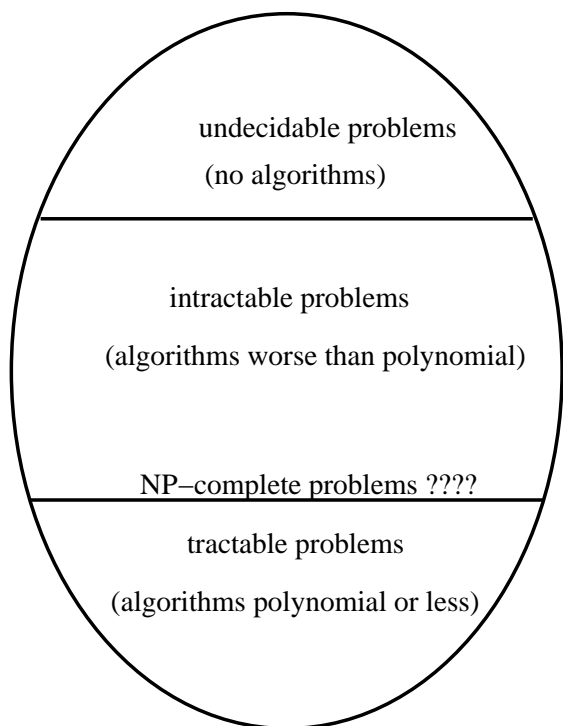 undecidable problems
(no algorithms)
intractable problems
(algorithms worse than polynomial)
NP−complete problems ????
tractable problems
(algorithms polynomial or less)